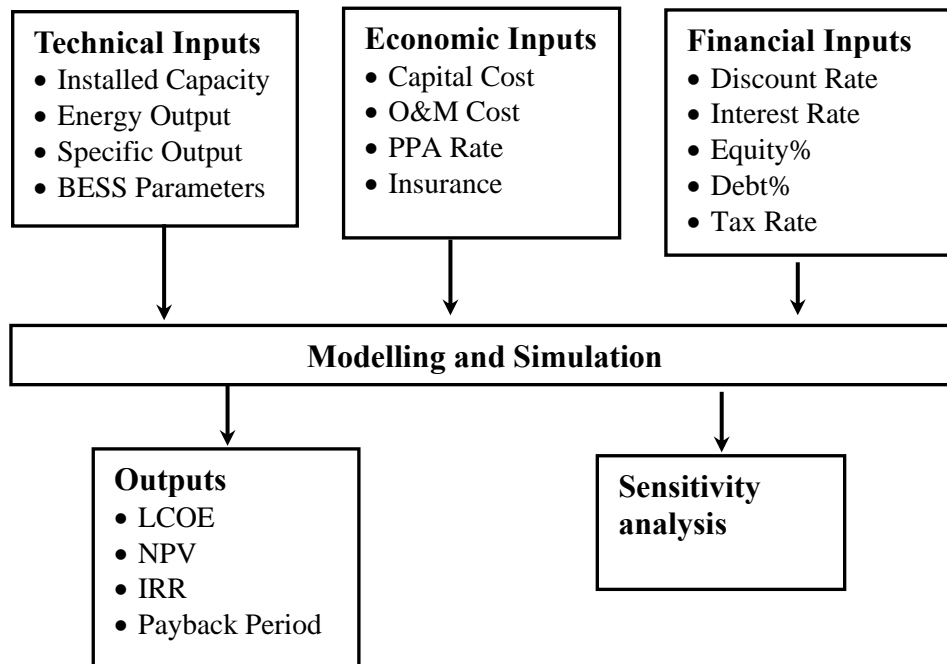 Technical Inputs
• Installed Capacity
• Energy Output
• Specific Output
• BESS Parameters
Economic Inputs
• Capital Cost
• O&M Cost
• PPA Rate
• Insurance
Financial Inputs
• Discount Rate
• Interest Rate
• Equity%
• Debt%
• Tax Rate
Modelling and Simulation
Outputs
• LCOE
• NPV
• IRR
• Payback Period
Sensitivity
analysis